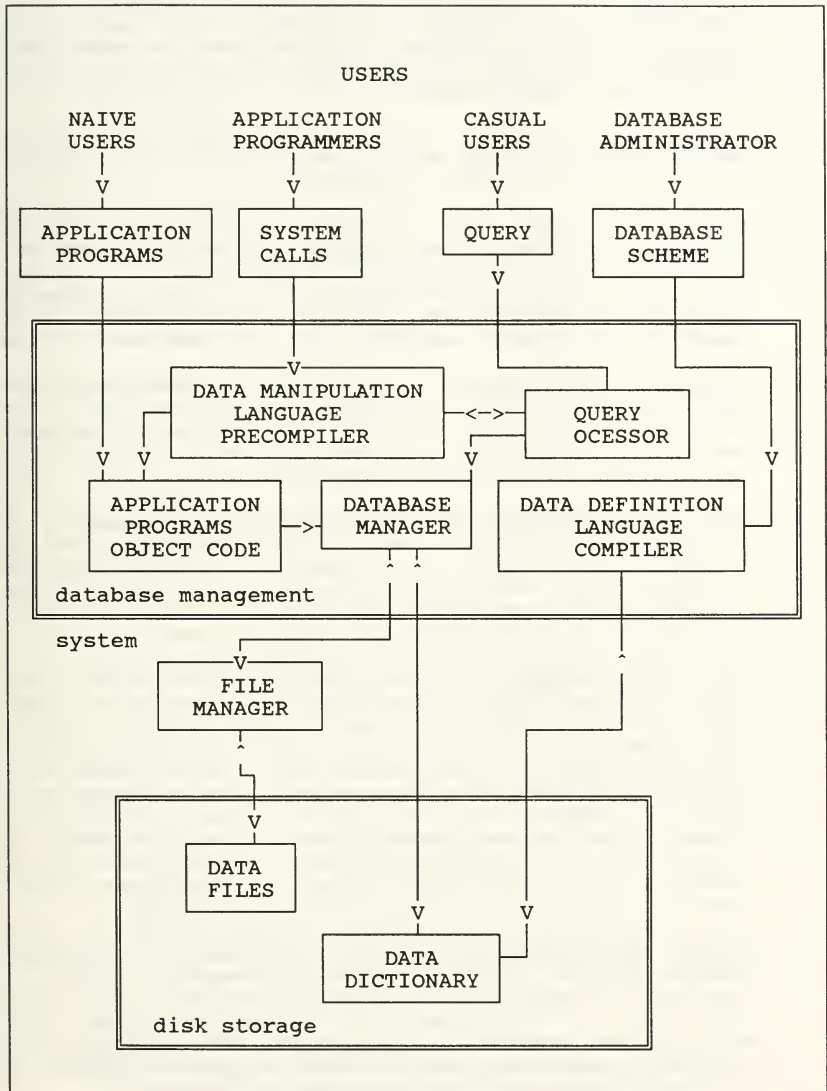 USERS
NAIVE USERS
APPLICATION PROGRAMMERS
CASUAL USERS
DATABASE ADMINISTRATOR
APPLICATION PROGRAMS
SYSTEM CALLS
QUERY
DATABASE SCHEME
DATA MANIPULATION
LANGUAGE
PRECOMPILER
QUERY
OCESSOR
APPLICATION
PROGRAMS
OBJECT CODE
DATABASE
MANAGER
DATA DEFINITION
LANGUAGE
COMPILER
database management
system
FILE
MANAGER
DATA
FILES
DATA
DICTIONARY
disk storage